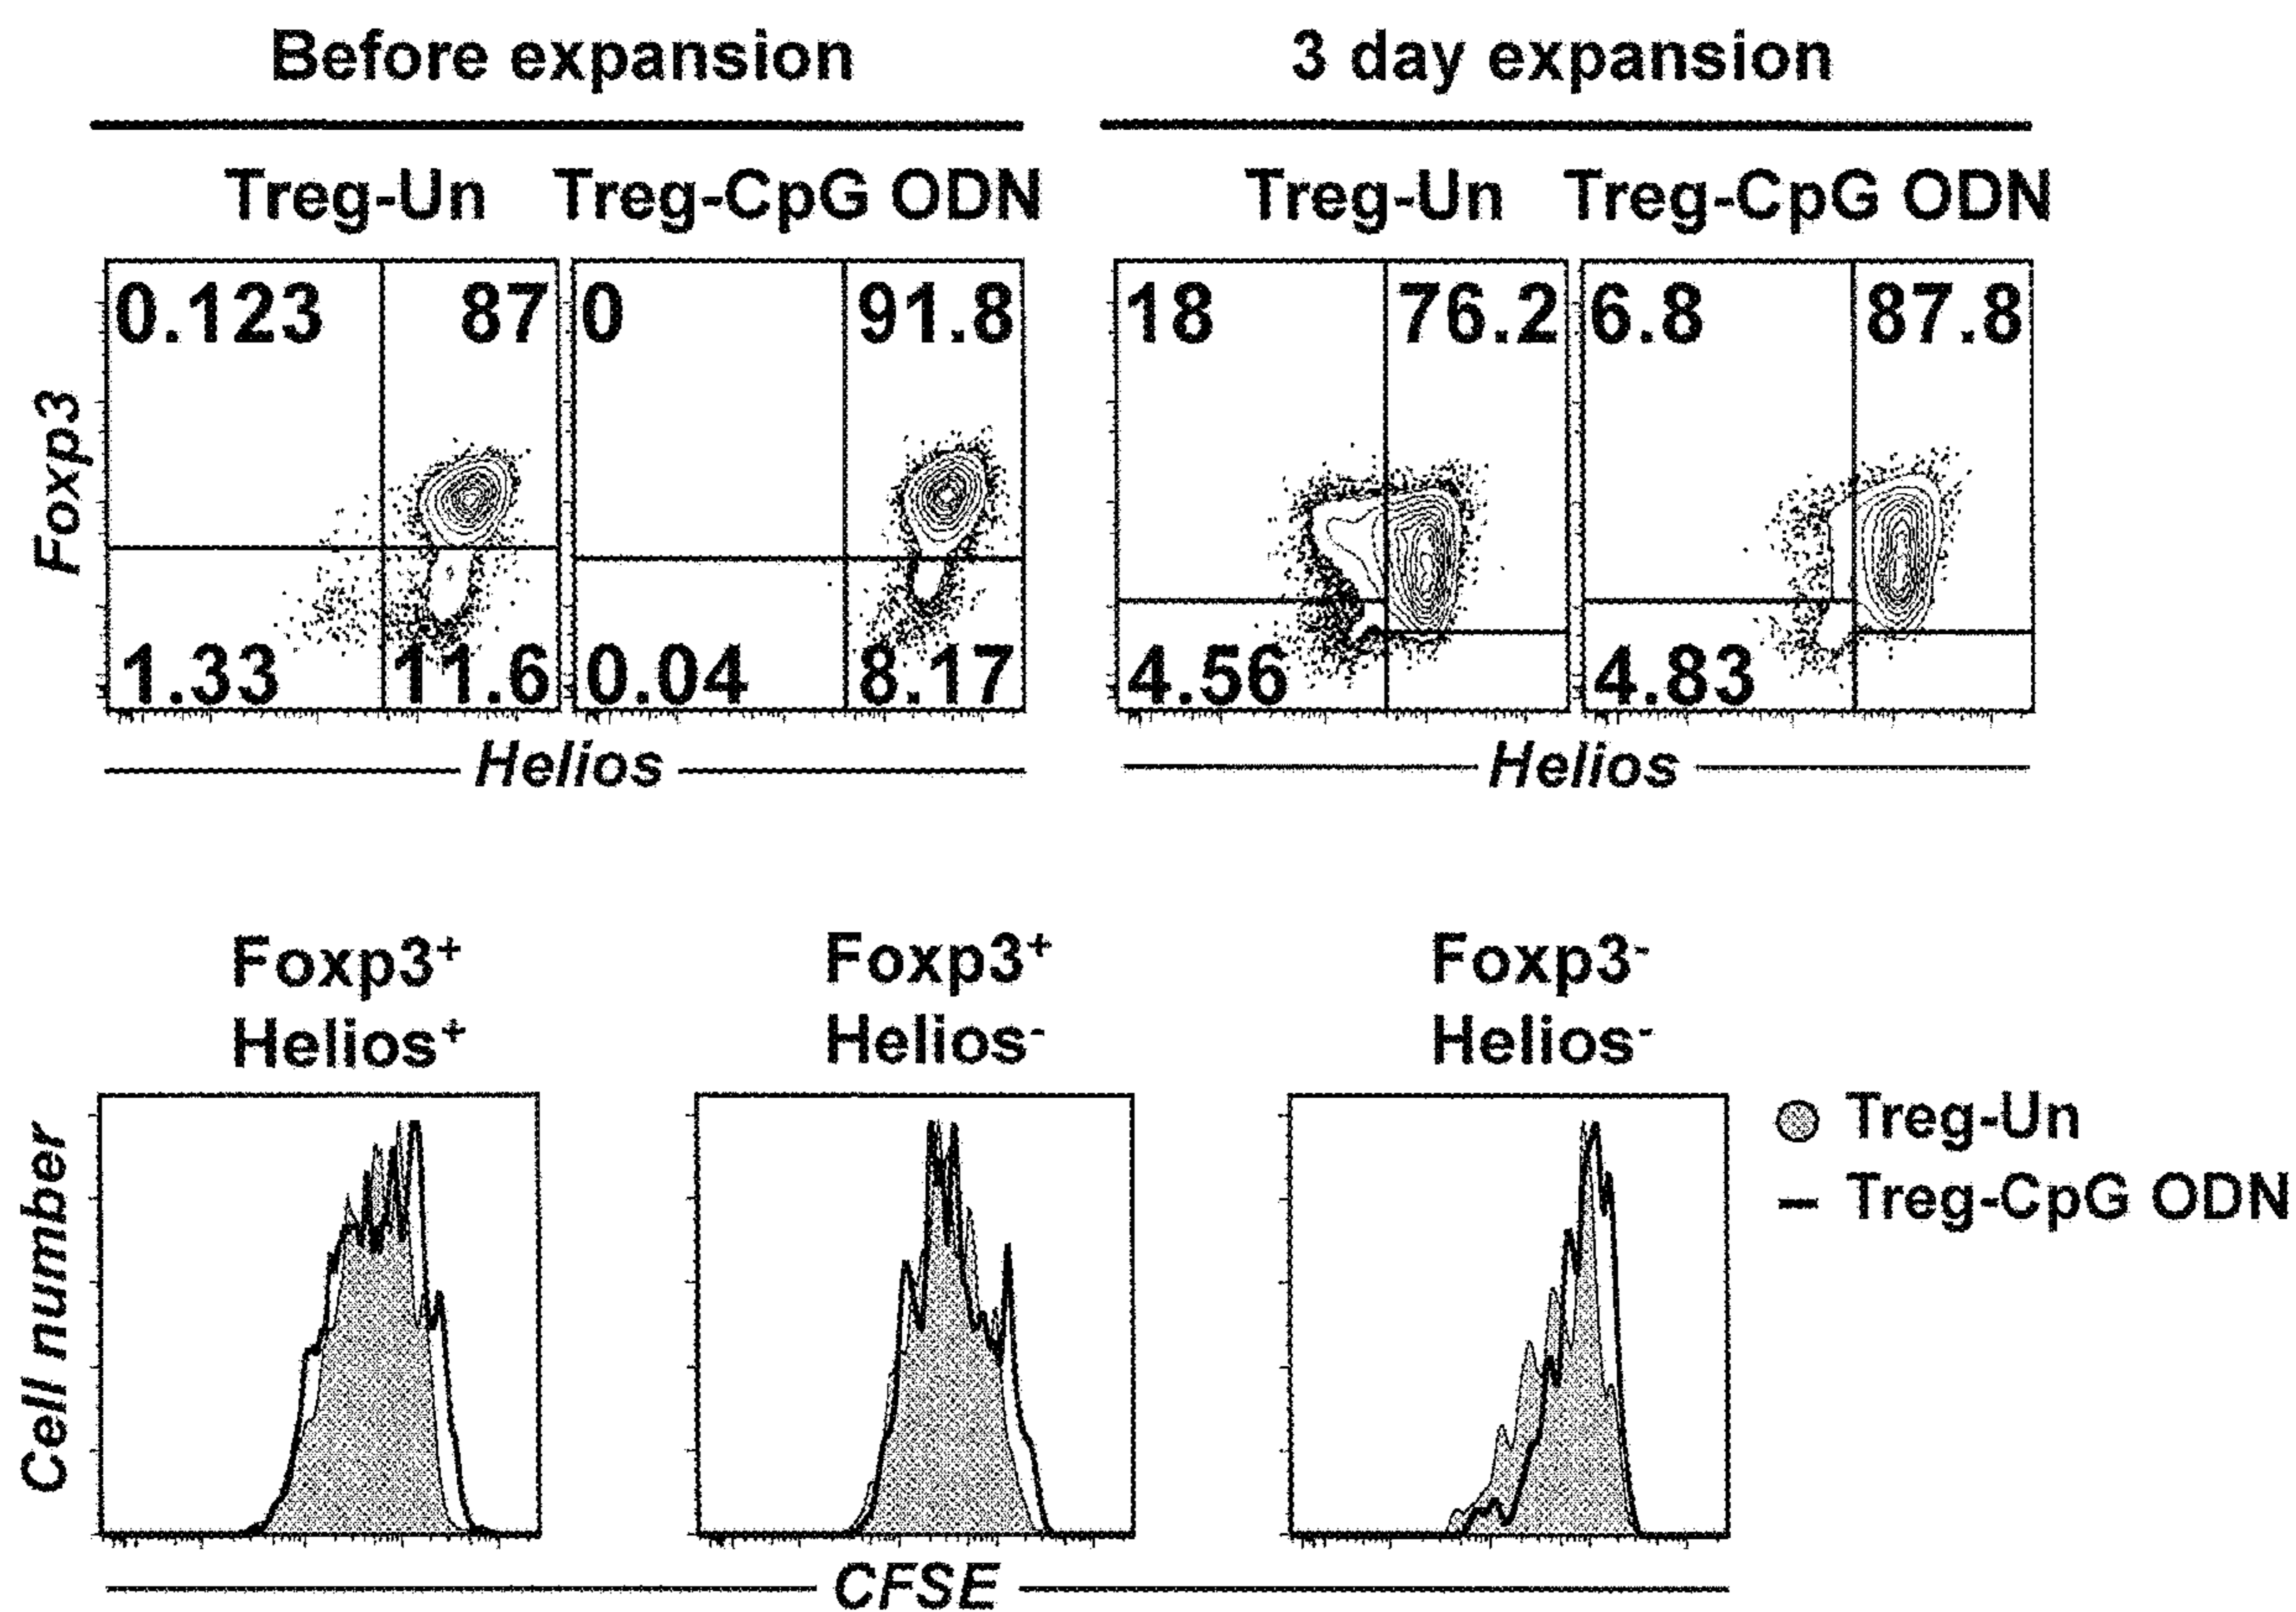 Before expansion 3 day expansion
Treg-Un Treg-CpG ODN Treg-Un Treg-CpG ODN
0.123 87 0 91.8 18 76.2 6.8 87.8
Foxp3
1.33 11.6 0.04 8.17 4.56 4.83
Helios Helios
Foxp3⁺ Foxp3⁺ Foxp3⁻
Helios⁺ Helios⁻ Helios⁻
Treg-Un
Treg-CpG ODN
Cell number
CFSE